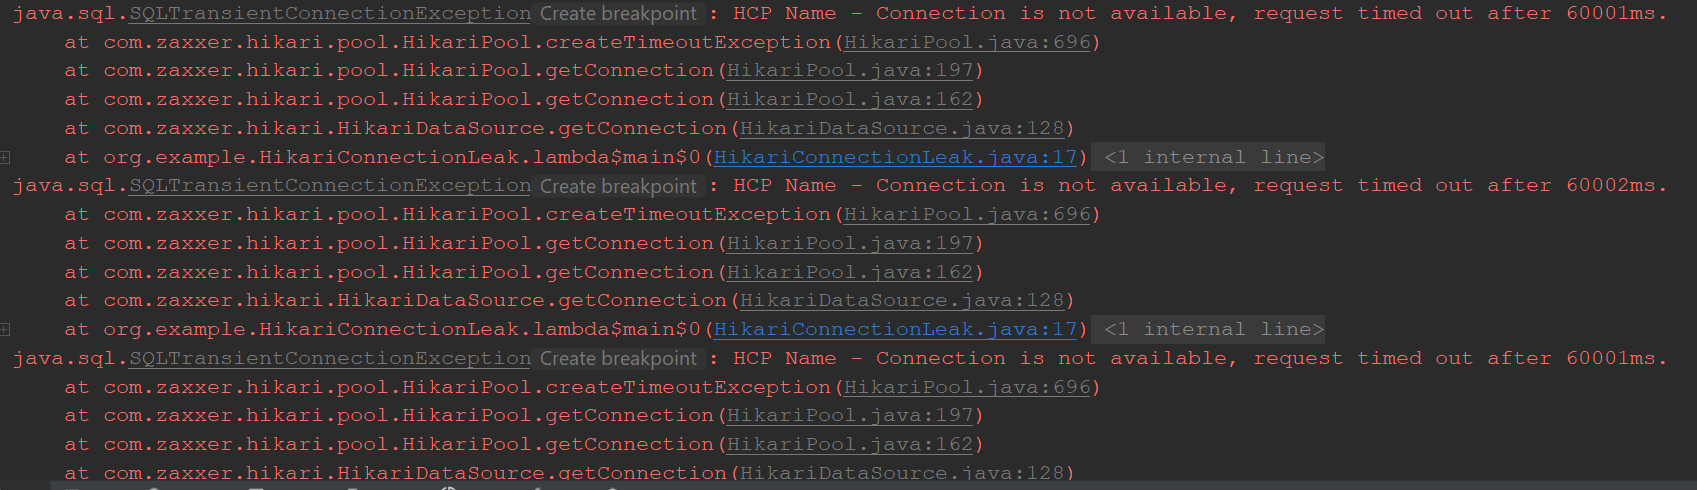 java.sql.SQLTransientConnectionException Create breakpoint : HCP Name - Connection is not available, request timed out after 60001ms.
at com.zaxxer.hikari.pool.HikariPool.createTimeoutException(HikariPool.java:696)
at com.zaxxer.hikari.pool.HikariPool.getConnection(HikariPool.java:197)
at com.zaxxer.hikari.pool.HikariPool.getConnection(HikariPool.java:162)
at com.zaxxer.hikari.HikariDataSource.getConnection(HikariDataSource.java:128)
at org.example.HikariConnectionLeak.lambda$main$0(HikariConnectionLeak.java:17) <1 internal line>
java.sql.SQLTransientConnectionException Create breakpoint : HCP Name - Connection is not available, request timed out after 60002ms.
at com.zaxxer.hikari.pool.HikariPool.createTimeoutException(HikariPool.java:696)
at com.zaxxer.hikari.pool.HikariPool.getConnection(HikariPool.java:197)
at com.zaxxer.hikari.pool.HikariPool.getConnection(HikariPool.java:162)
at com.zaxxer.hikari.HikariDataSource.getConnection(HikariDataSource.java:128)
at org.example.HikariConnectionLeak.lambda$main$0(HikariConnectionLeak.java:17) <1 internal line>
java.sql.SQLTransientConnectionException Create breakpoint : HCP Name - Connection is not available, request timed out after 60001ms.
at com.zaxxer.hikari.pool.HikariPool.createTimeoutException(HikariPool.java:696)
at com.zaxxer.hikari.pool.HikariPool.getConnection(HikariPool.java:197)
at com.zaxxer.hikari.pool.HikariPool.getConnection(HikariPool.java:162)
at com.zaxxer.hikari.HikariDataSource.getConnection(HikariDataSource.java:128)